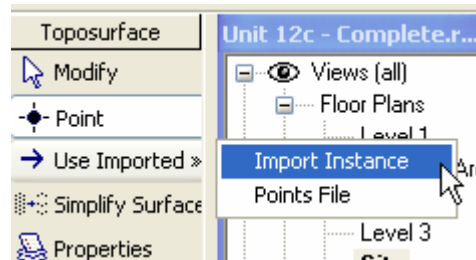 Toposurface
Modify
Point
Use Imported »
Simplify Surface
Properties
Unit 12c - Complete.r...
Views (all)
Floor Plans
Level 1
Import Instance
Points File
Level 3
Site